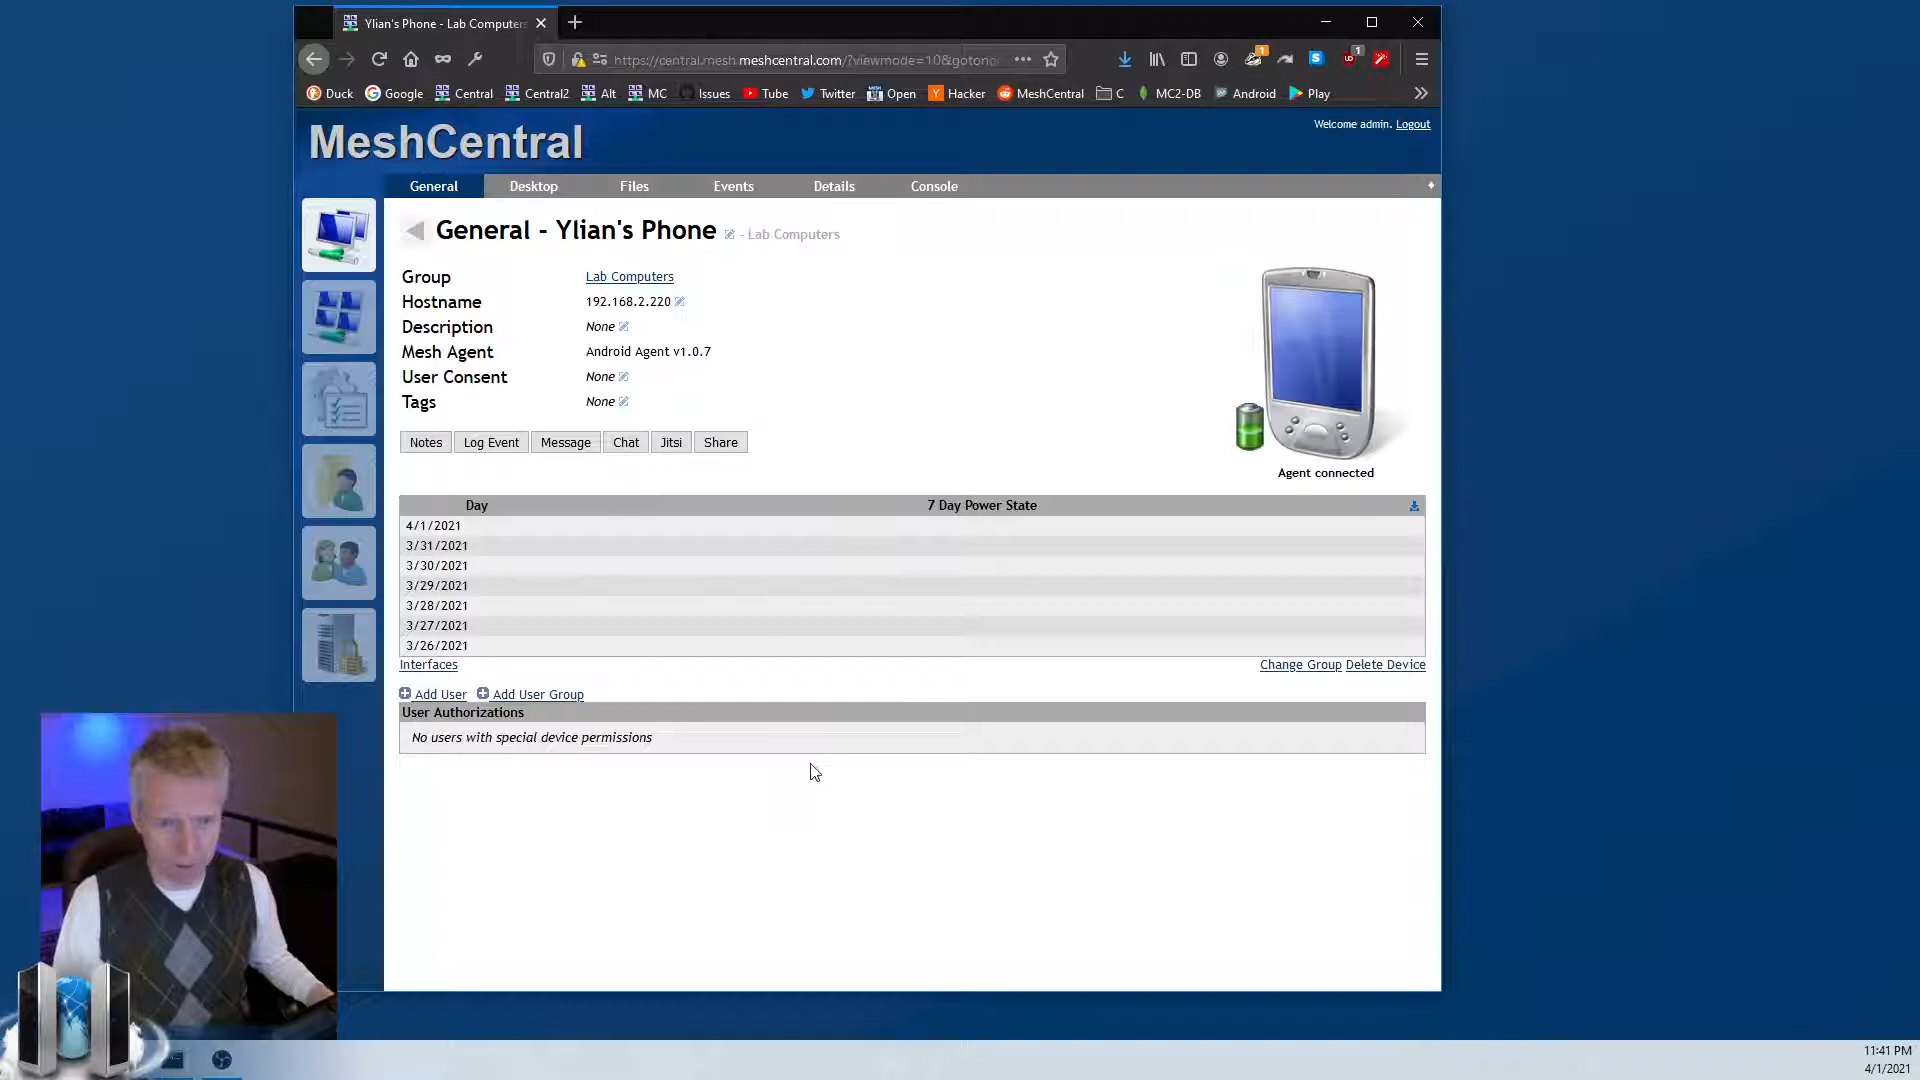 Ylian's Phone - Lab Computers
https://central.mesh.meshcentral.com/?viewmode=10&gotono
1
1
Duck Google Central Central2 Alt MC Issues Tube Twitter Open Hacker MeshCentral C MC2-DB Android Play
MeshCentral
Welcome admin. Logout
General Desktop Files Events Details Console
General - Ylian's Phone - Lab Computers
Group Lab Computers
Hostname 192.168.2.220
Description None
Mesh Agent Android Agent v1.0.7
User Consent None
Tags None
Notes Log Event Message Chat Jitsi Share
Agent connected
Day 7 Day Power State
4/1/2021
3/31/2021
3/30/2021
3/29/2021
3/28/2021
3/27/2021
3/26/2021
Interfaces Change Group Delete Device
Add User Add User Group
User Authorizations
No users with special device permissions
11:41 PM
4/1/2021